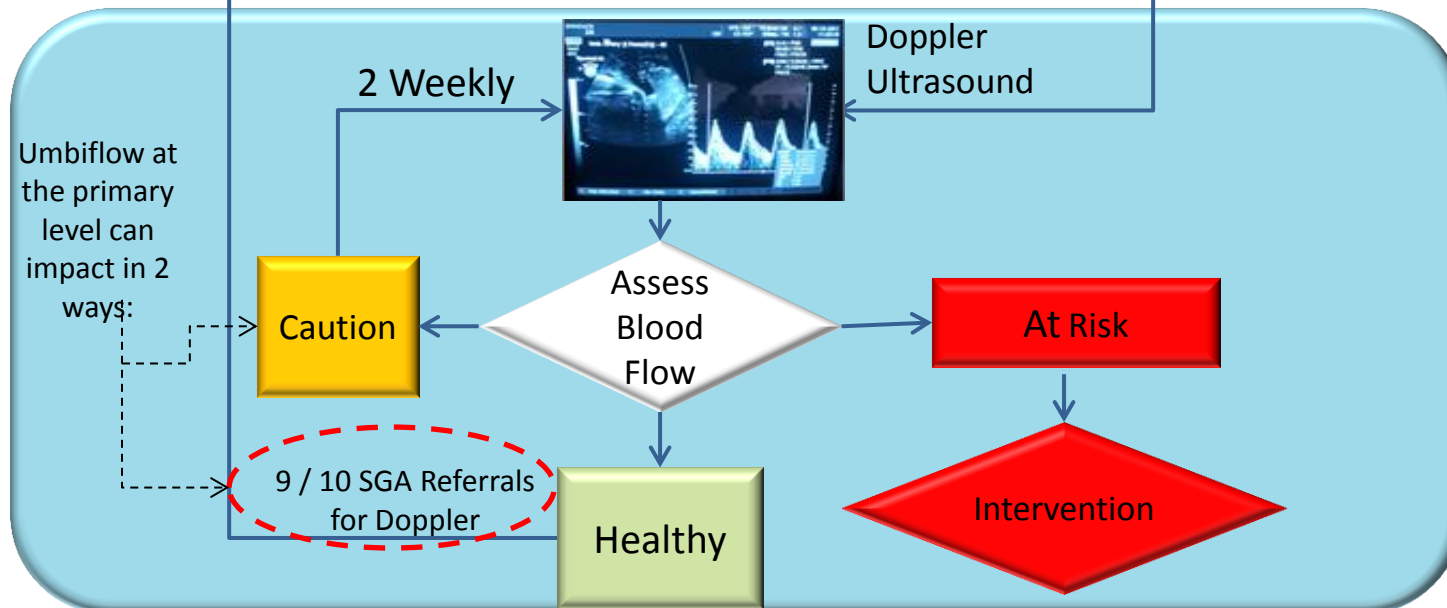 Doppler
Ultrasound
2 Weekly
Umbiflow at
the primary
level can
impact in 2
ways:
Caution
Assess
Blood
Flow
At Risk
Intervention
9 / 10 SGA Referrals
for Doppler
Healthy